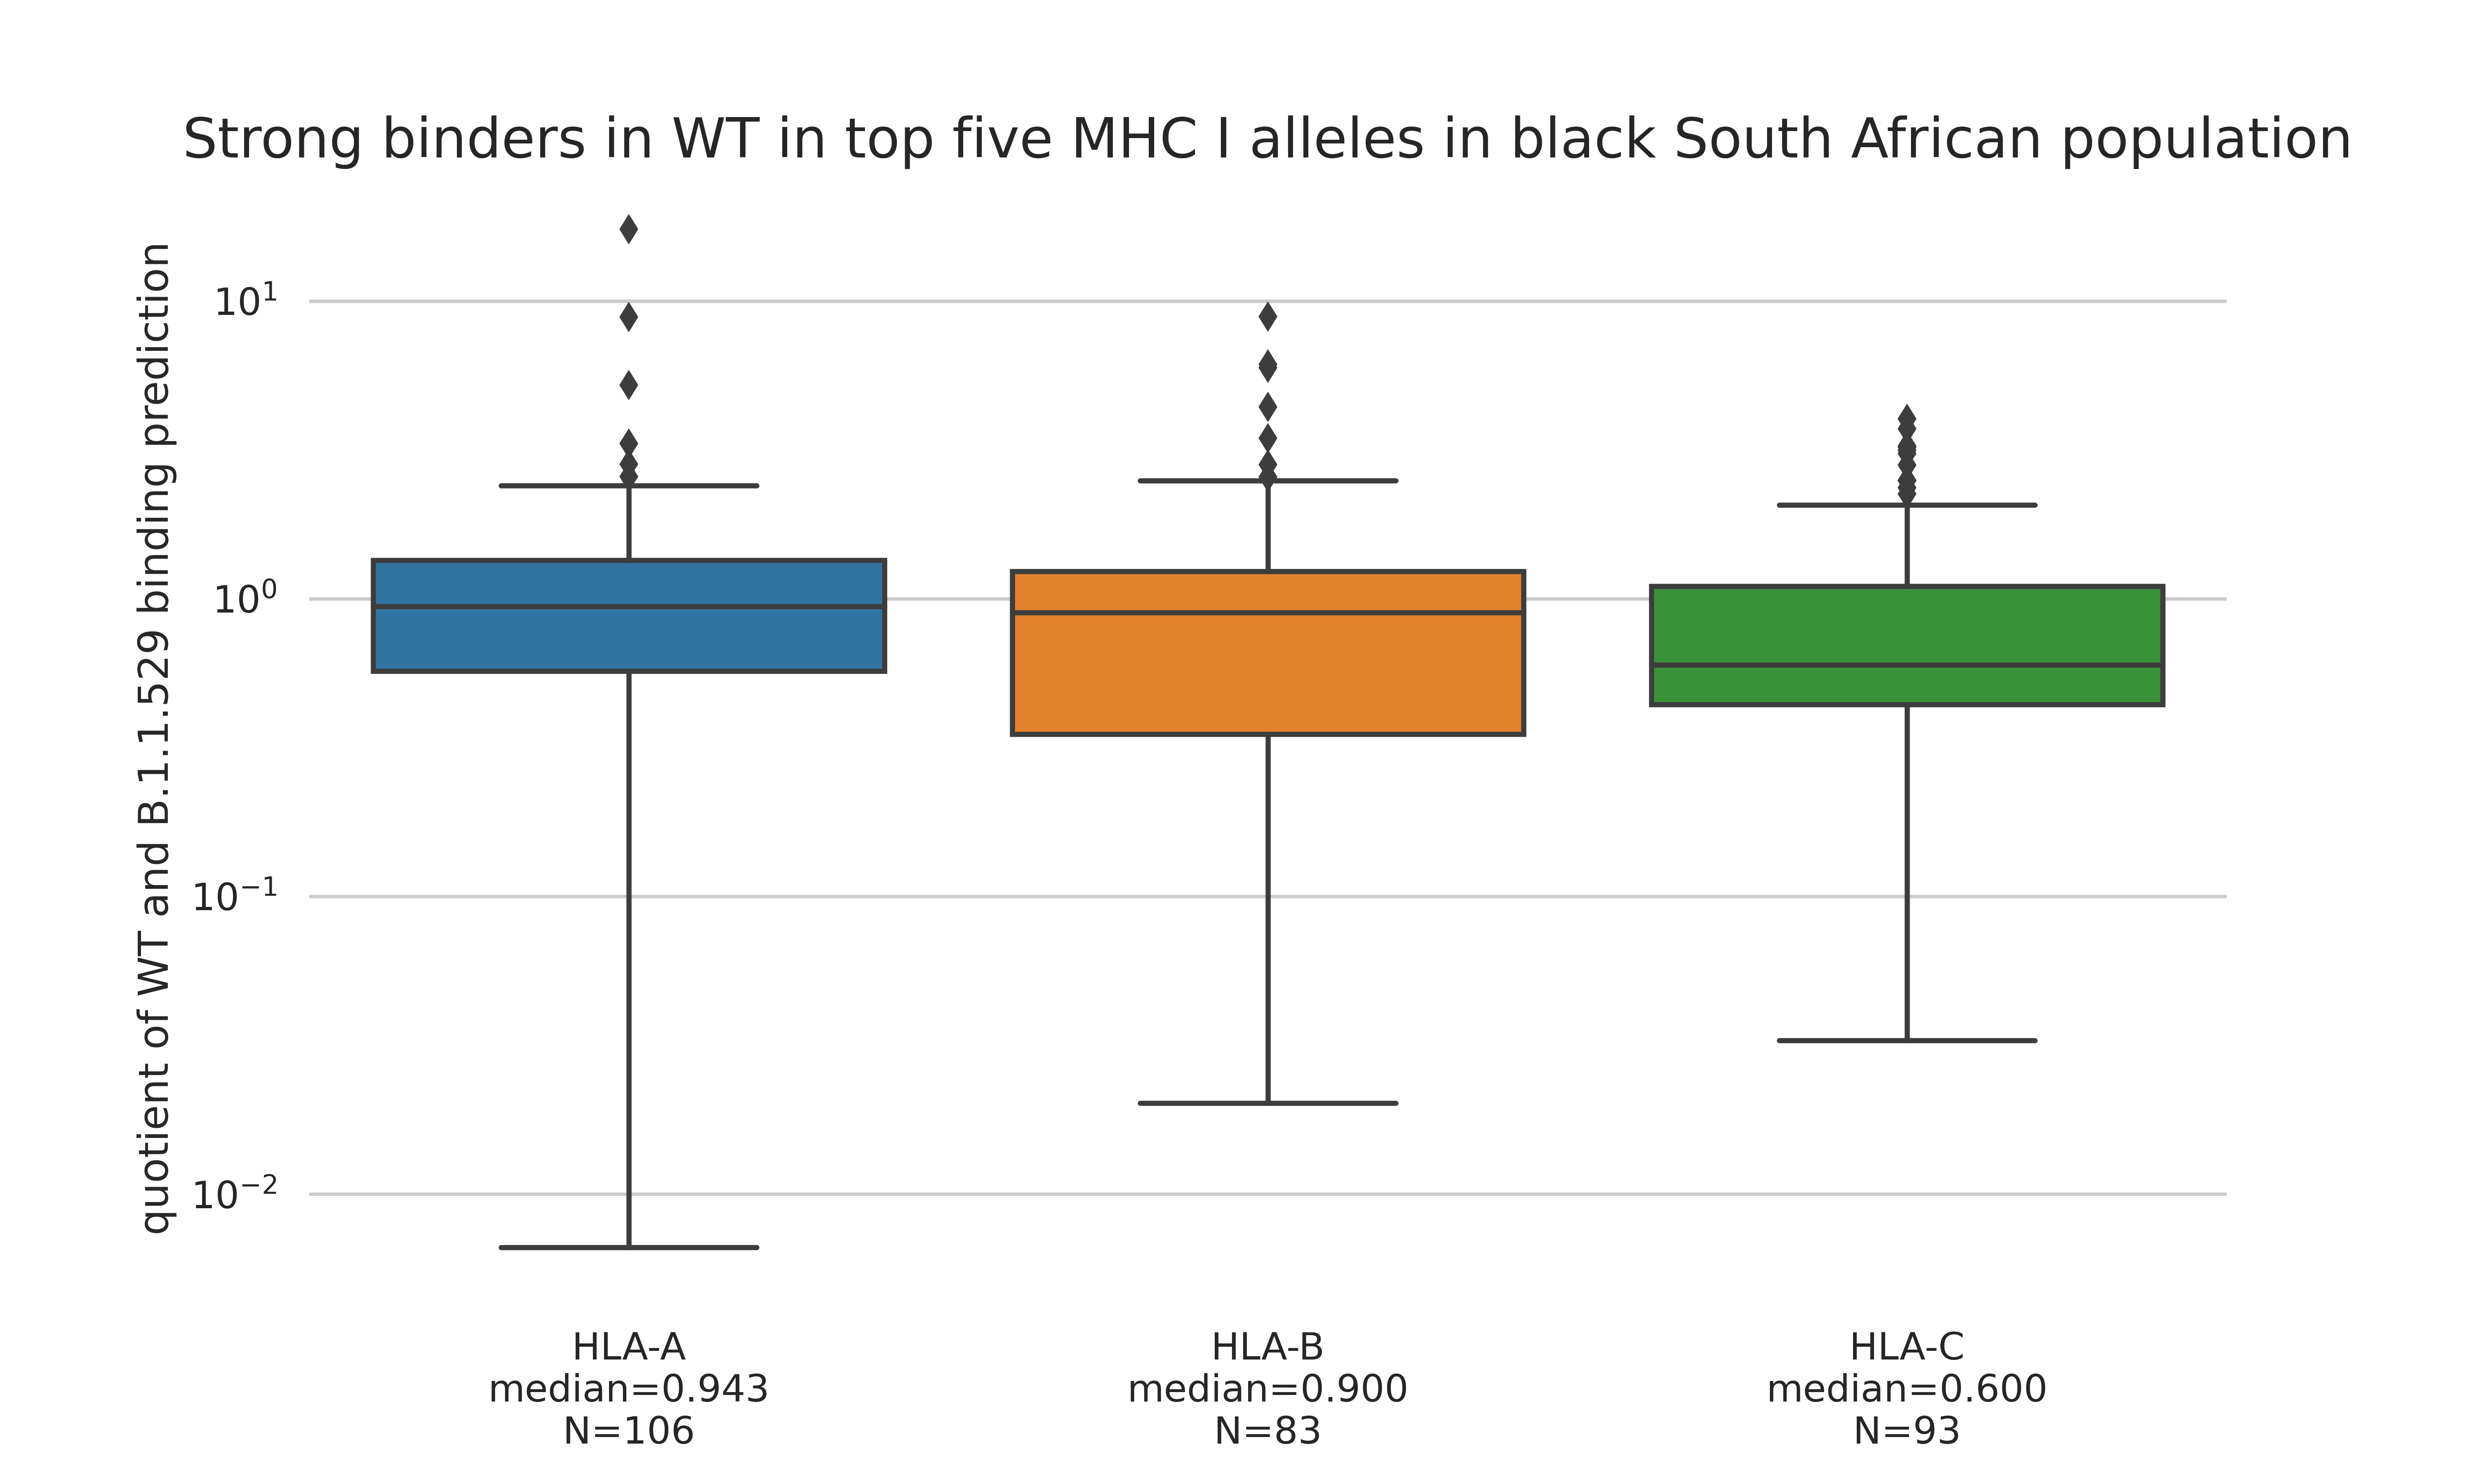 Strong binders in WT in top five MHC I alleles in black South African population
quotient of WT and B.1.1.529 binding prediction
10¹
10⁰
10⁻¹
10⁻²
HLA-A
median=0.943
N=106
HLA-B
median=0.900
N=83
HLA-C
median=0.600
N=93